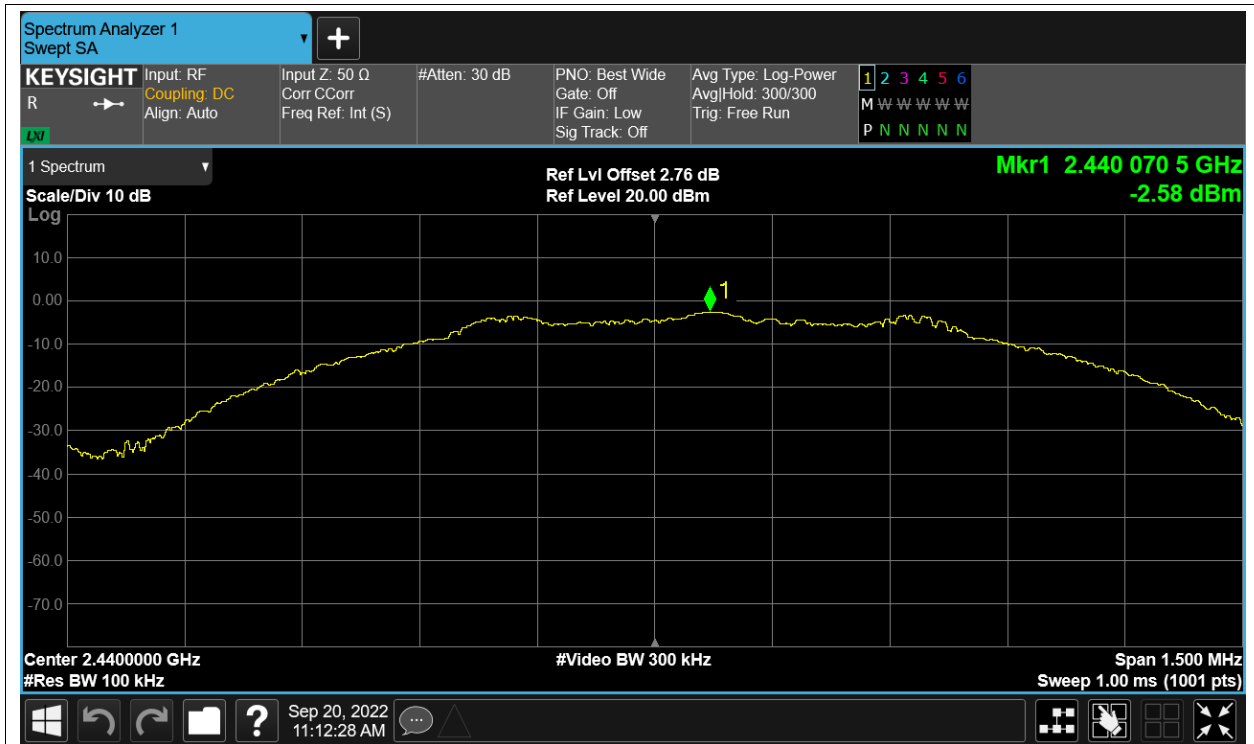 Spectrum Analyzer 1
Swept SA
KEYSIGHT
R
LXI
Input: RF
Coupling: DC
Align: Auto
Input Z: 50 Ω
Corr CCorr
Freq Ref: Int (S)
#Atten: 30 dB
PNO: Best Wide
Gate: Off
IF Gain: Low
Sig Track: Off
Avg Type: Log-Power
Avg|Hold: 300/300
Trig: Free Run
1 2 3 4 5 6
M W W W W W
P N N N N N
1 Spectrum
Scale/Div 10 dB
Ref Lvl Offset 2.76 dB
Ref Level 20.00 dBm
Mkr1 2.440 070 5 GHz
-2.58 dBm
Log
10.0
0.00
-10.0
-20.0
-30.0
-40.0
-50.0
-60.0
-70.0
1
Center 2.4400000 GHz
#Video BW 300 kHz
Span 1.500 MHz
#Res BW 100 kHz
Sweep 1.00 ms (1001 pts)
?
Sep 20, 2022
11:12:28 AM